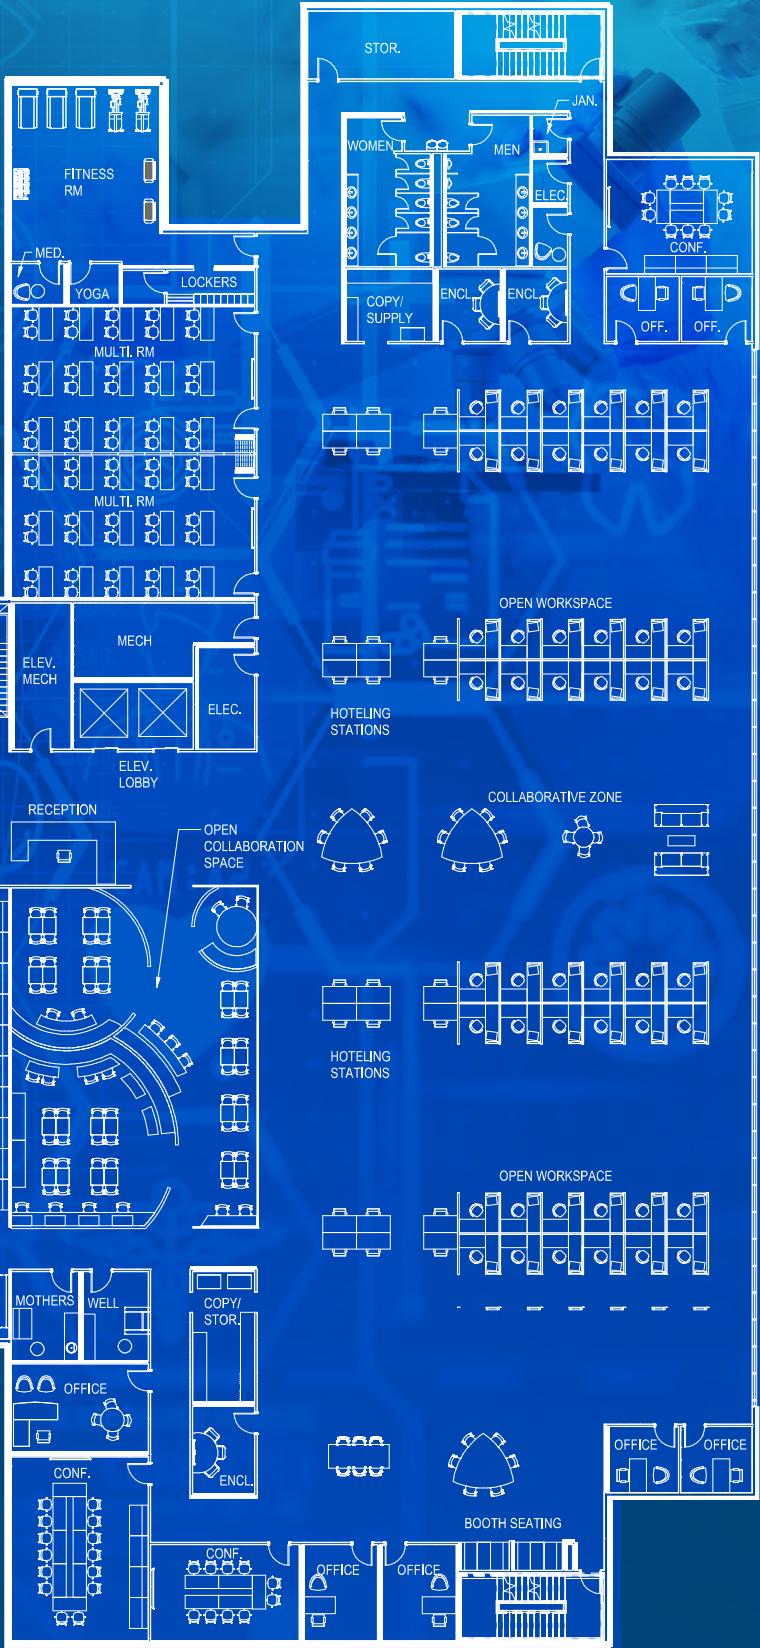 STOR.
JAN.
WOMEN
MEN
FITNESS
RM
ELEC.
CONF.
MED.
YOGA
LOCKERS
COPY/
SUPPLY
ENCL.
ENCL.
OFF.
OFF.
MULTI. RM
MULTI. RM
OPEN WORKSPACE
MECH
ELEV.
MECH
ELEC.
HOTELING
STATIONS
ELEV.
LOBBY
RECEPTION
COLLABORATIVE ZONE
OPEN
COLLABORATION
SPACE
HOTELING
STATIONS
OPEN WORKSPACE
MOTHERS
WELL
COPY/
STOR.
OFFICE
OFFICE
OFFICE
CONF.
ENCL.
BOOTH SEATING
CONF.
OFFICE
OFFICE